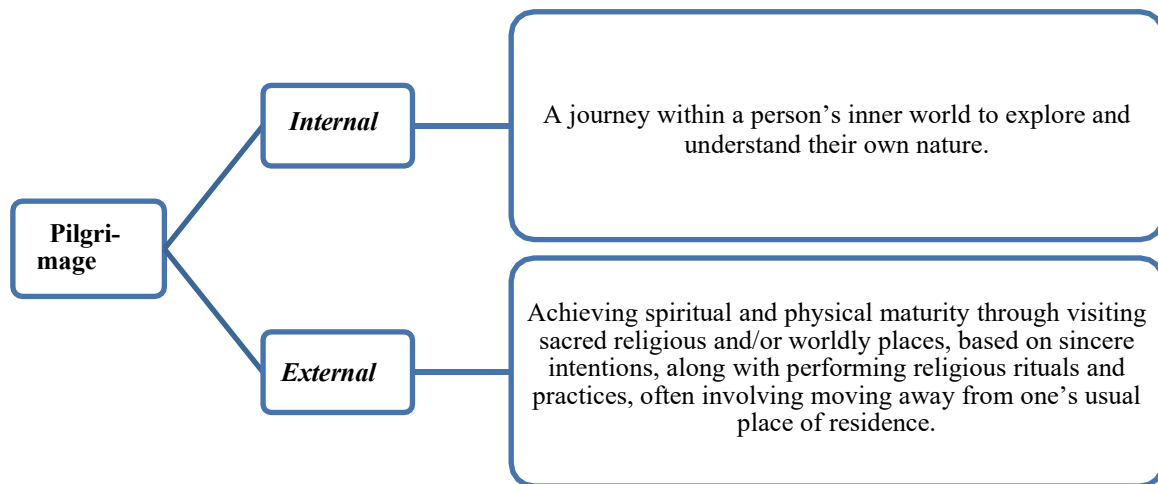 Pilgri-
mage
Internal
A journey within a person’s inner world to explore and
understand their own nature.
External
Achieving spiritual and physical maturity through visiting
sacred religious and/or worldly places, based on sincere
intentions, along with performing religious rituals and
practices, often involving moving away from one’s usual
place of residence.